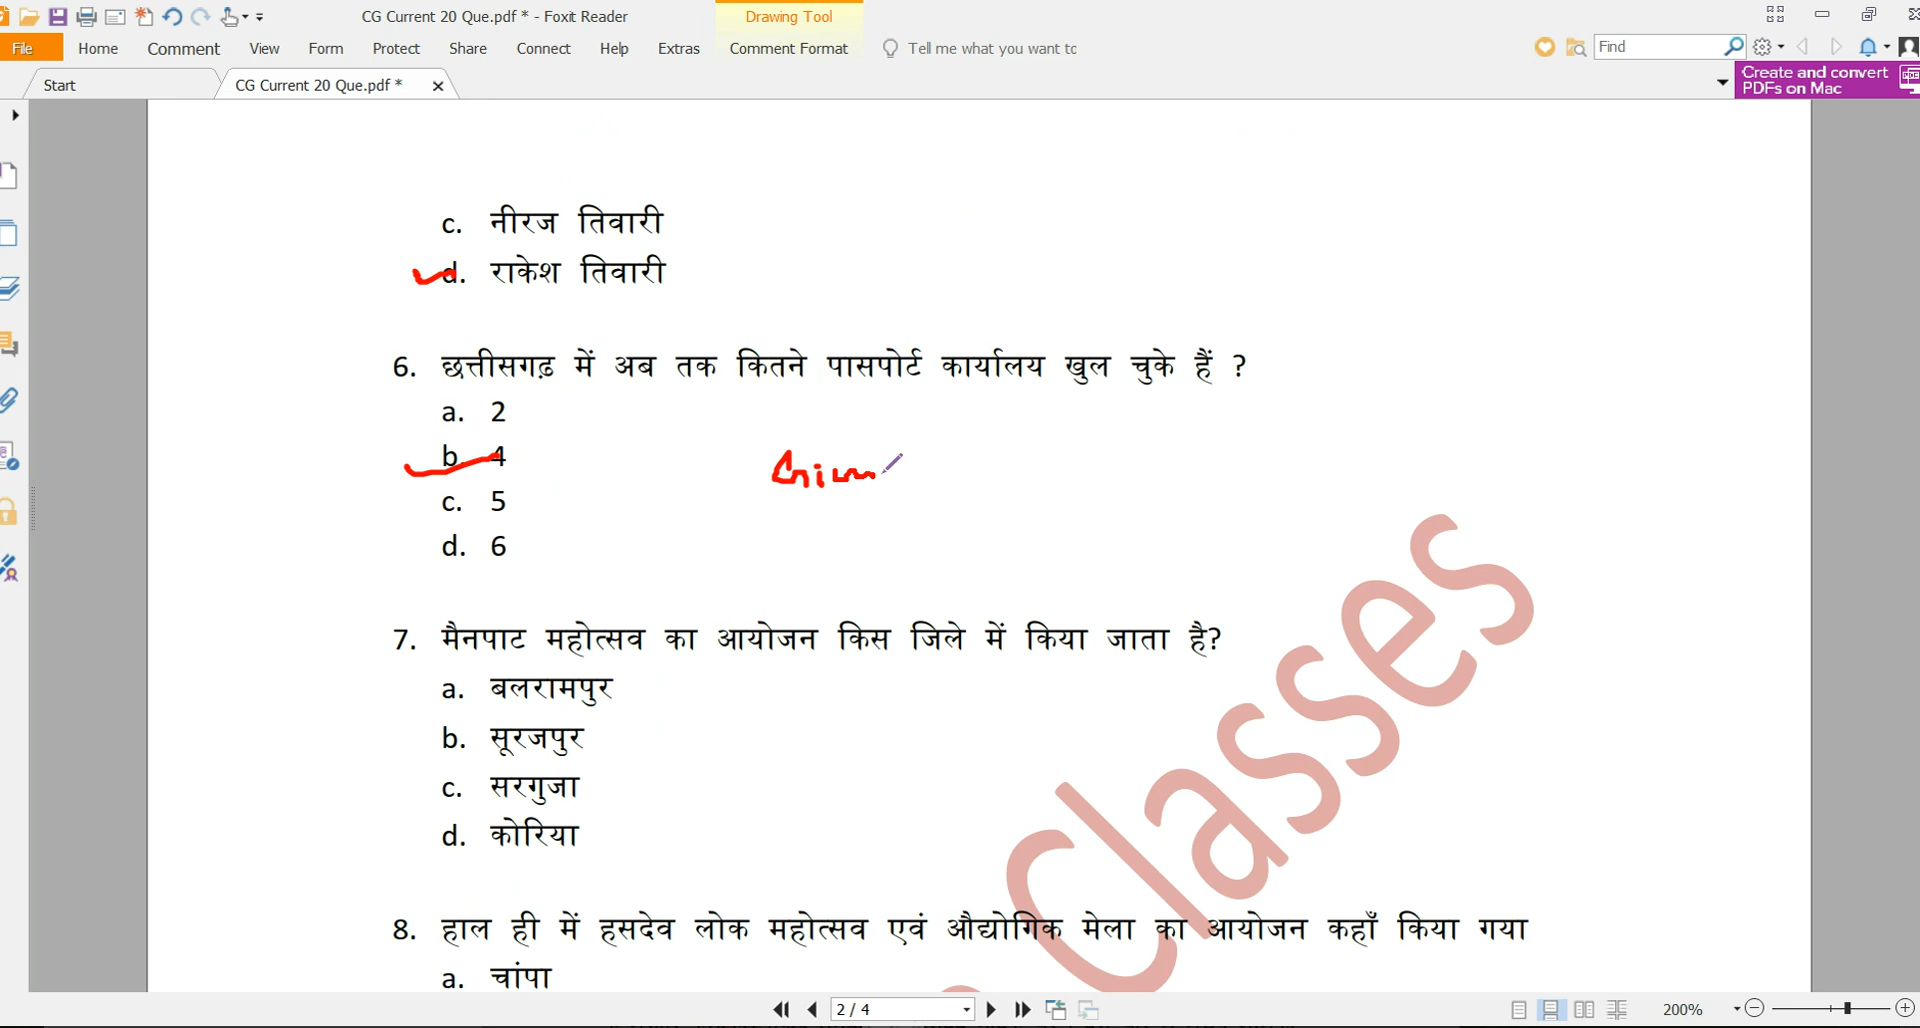 CG Current 20 Que.pdf * - Foxit Reader
Drawing Tool
File Home Comment View Form Protect Share Connect Help Extras Comment Format Tell me what you want to Find
Start CG Current 20 Que.pdf * Create and convert
PDFs on Mac
c. नीरज तिवारी
d. राकेश तिवारी
6. छत्तीसगढ़ में अब तक कितने पासपोर्ट कार्यालय खुल चुके हैं ?
a. 2
b. 4
c. 5
d. 6
7. मैनपाट महोत्सव का आयोजन किस जिले में किया जाता है?
a. बलरामपुर
b. सूरजपुर
c. सरगुजा
d. कोरिया
8. हाल ही में हसदेव लोक महोत्सव एवं औद्योगिक मेला का आयोजन कहाँ किया गया
a. चांपा
Classes
2 / 4 200%